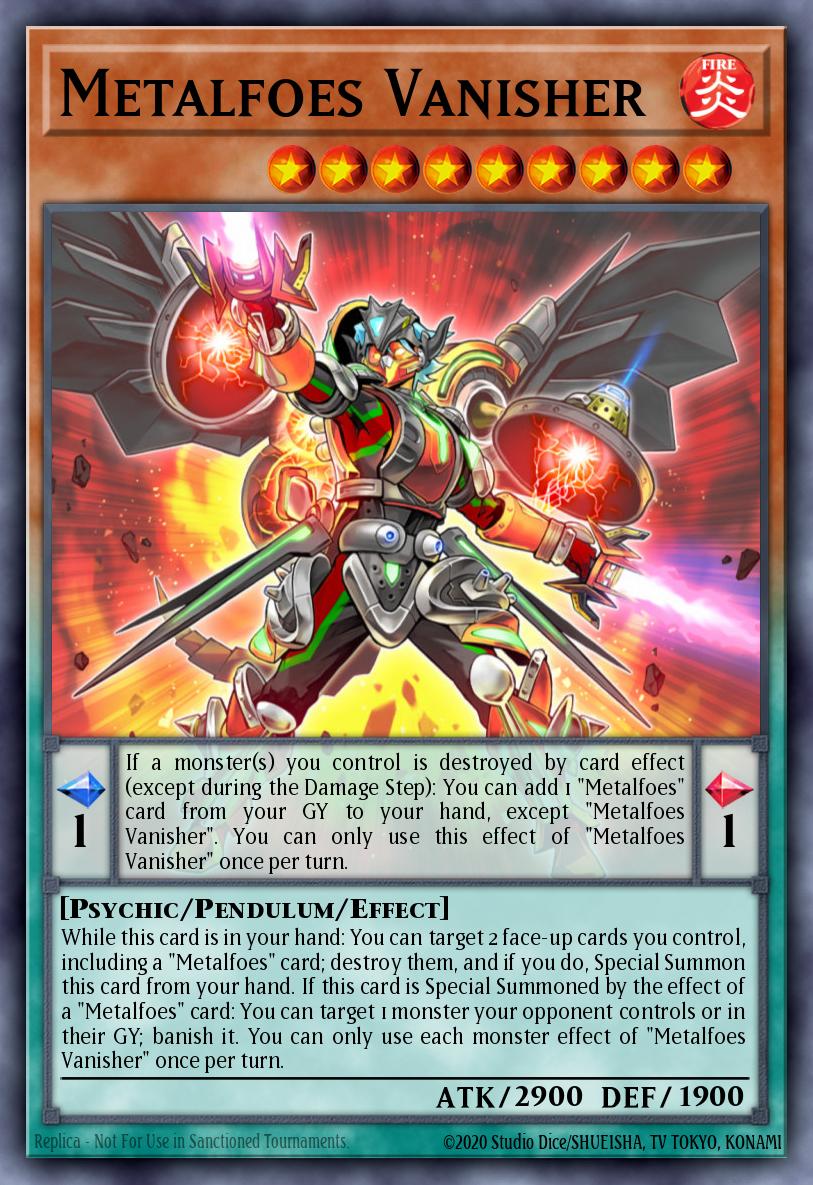 Metalfoes Vanisher
FIRE
炎
If a monster(s) you control is destroyed by card effect
(except during the Damage Step): You can add 1 "Metalfoes"
card from your GY to your hand, except "Metalfoes
Vanisher". You can only use this effect of "Metalfoes
Vanisher" once per turn.
1
1
[Psychic/Pendulum/Effect]
While this card is in your hand: You can target 2 face-up cards you control,
including a "Metalfoes" card; destroy them, and if you do, Special Summon
this card from your hand. If this card is Special Summoned by the effect of
a "Metalfoes" card: You can target 1 monster your opponent controls or in
their GY; banish it. You can only use each monster effect of "Metalfoes
Vanisher" once per turn.
ATK/2900 DEF/1900
Replica - Not For Use in Sanctioned Tournaments.
©2020 Studio Dice/SHUEISHA, TV TOKYO, KONAMI